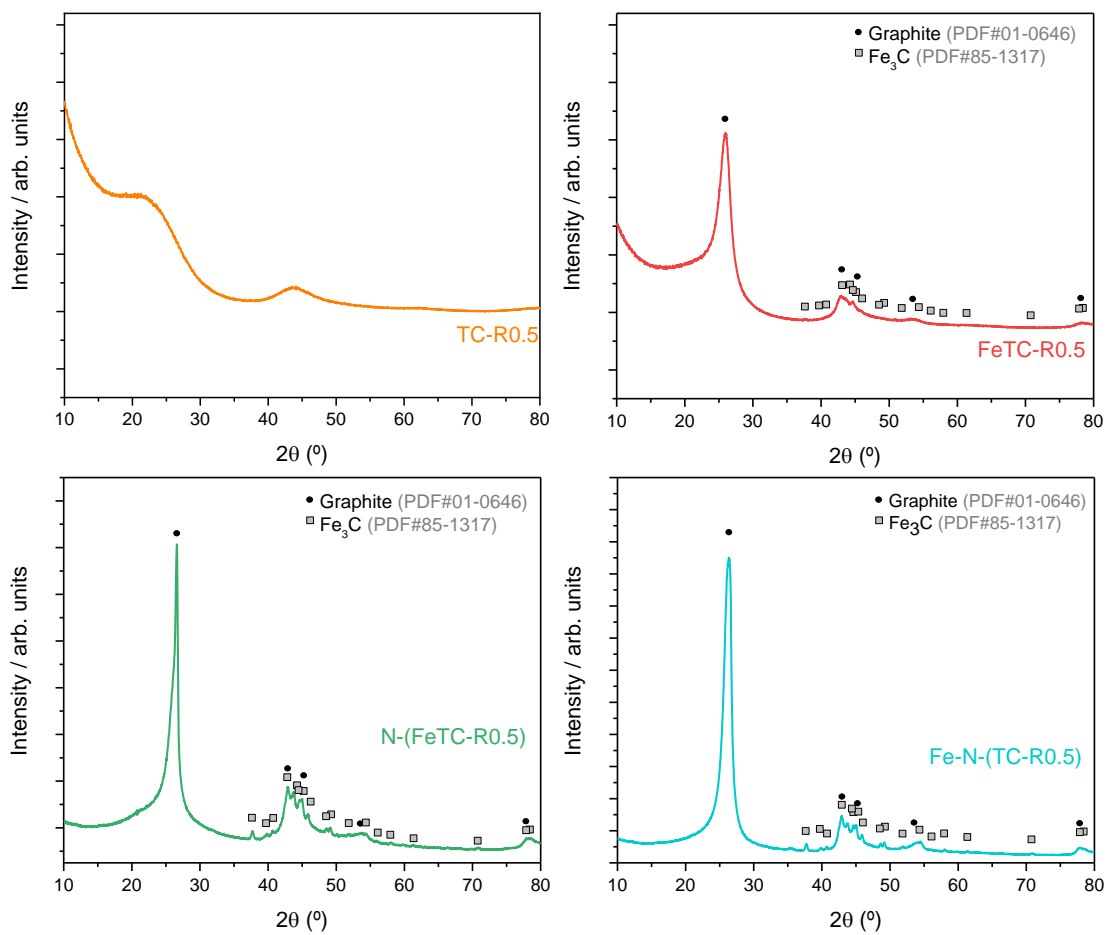 Intensity / arb. units
TC-R0.5
10 20 30 40 50 60 70 80
2θ (º)
Intensity / arb. units
Graphite (PDF#01-0646)
Fe₃C (PDF#85-1317)
FeTC-R0.5
10 20 30 40 50 60 70 80
2θ (º)
Intensity / arb. units
Graphite (PDF#01-0646)
Fe₃C (PDF#85-1317)
N-(FeTC-R0.5)
10 20 30 40 50 60 70 80
2θ (º)
Intensity / arb. units
Graphite (PDF#01-0646)
Fe3C (PDF#85-1317)
Fe-N-(TC-R0.5)
10 20 30 40 50 60 70 80
2θ (º)